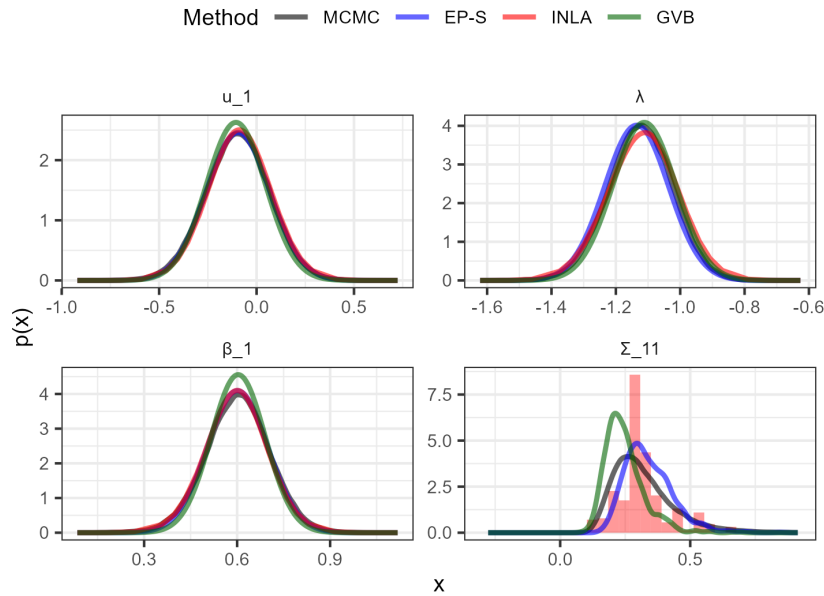 Method MCMC EP-S INLA GVB
u_1 λ
0 1 2
-1.0 -0.5 0.0 0.5
0 1 2 3 4
-1.6 -1.4 -1.2 -1.0 -0.8 -0.6
p(x)
β_1 Σ_11
0 1 2 3 4
0.3 0.6 0.9
0.0 2.5 5.0 7.5
0.0 0.5
x